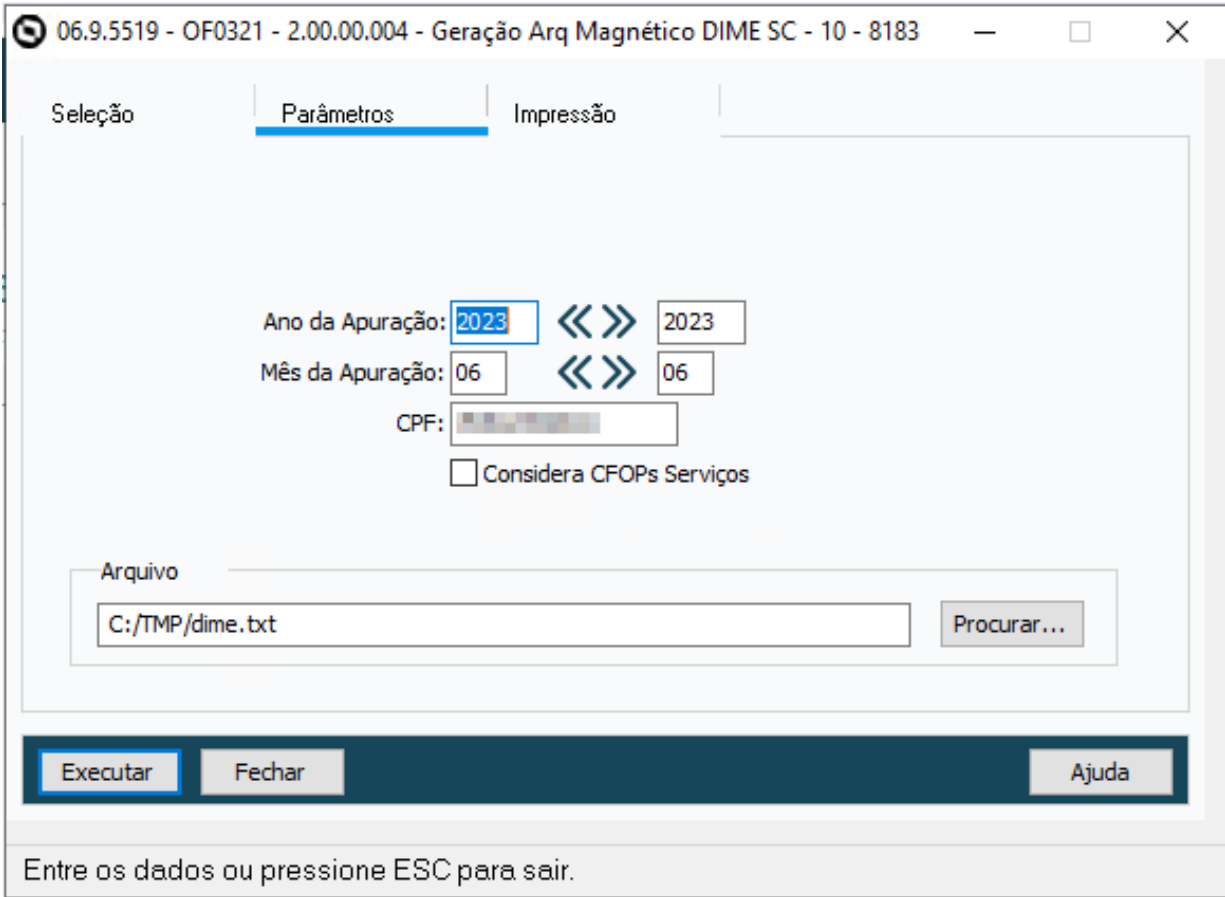 06.9.5519 - OF0321 - 2.00.00.004 - Geração Arq Magnético DIME SC - 10 - 8183
Seleção Parâmetros Impressão
Ano da Apuração: 2023 2023
Mês da Apuração: 06 06
CPF:
Considera CFOPs Serviços
Arquivo
C:/TMP/dime.txt Procurar...
Executar Fechar Ajuda
Entre os dados ou pressione ESC para sair.